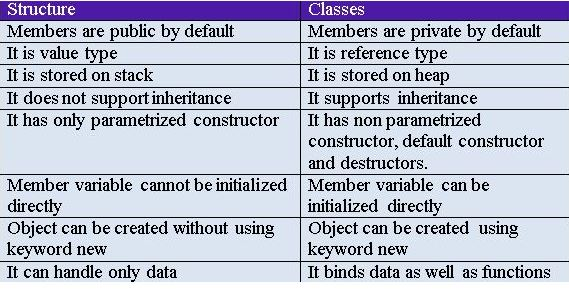 Structure
Classes
Members are public by default
Members are private by default
It is value type
It is reference type
It is stored on stack
It is stored on heap
It does not support inheritance
It supports inheritance
It has only parametrized constructor
It has non parametrized
constructor, default constructor
and destructors.
Member variable cannot be initialized
directly
Member variable can be
initialized directly
Object can be created without using
keyword new
Object can be created using
keyword new
It can handle only data
It binds data as well as functions